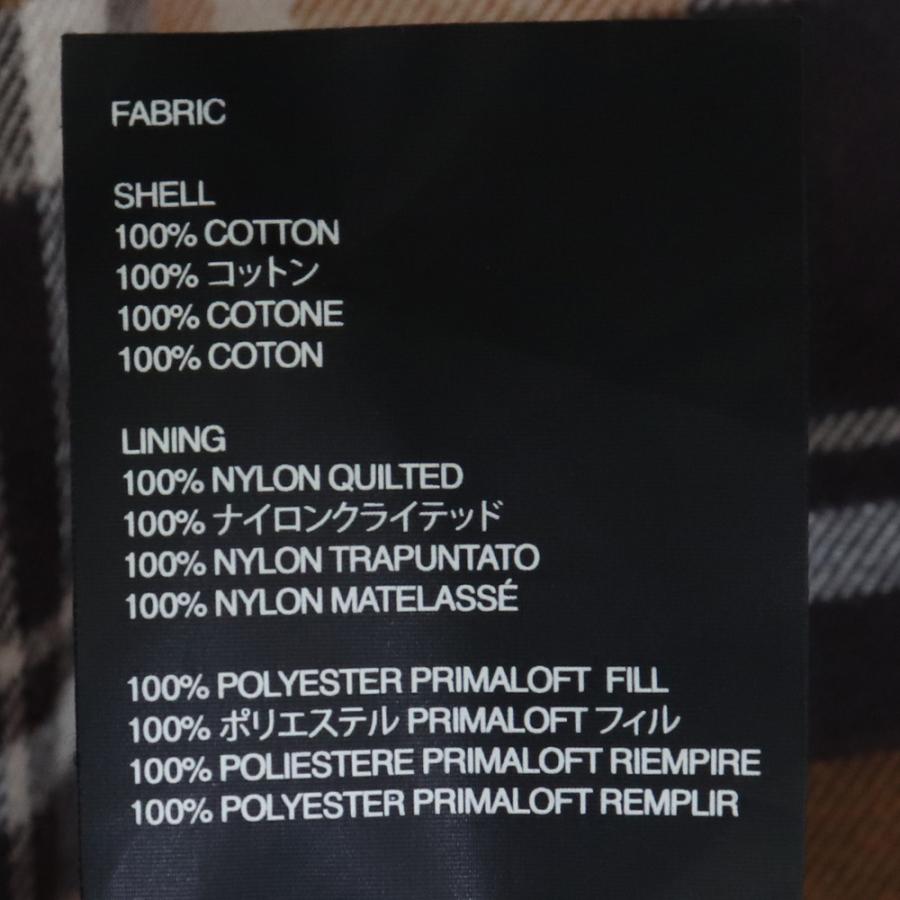 FABRIC
SHELL
100% COTTON
100% コットン
100% COTONE
100% COTON
LINING
100% NYLON QUILTED
100% ナイロンクライテッド
100% NYLON TRAPUNTATO
100% NYLON MATELASSÉ
100% POLYESTER PRIMALOFT FILL
100% ポリエステル PRIMALOFT フィル
100% POLIESTERE PRIMALOFT RIEMPIRE
100% POLYESTER PRIMALOFT REMPLIR